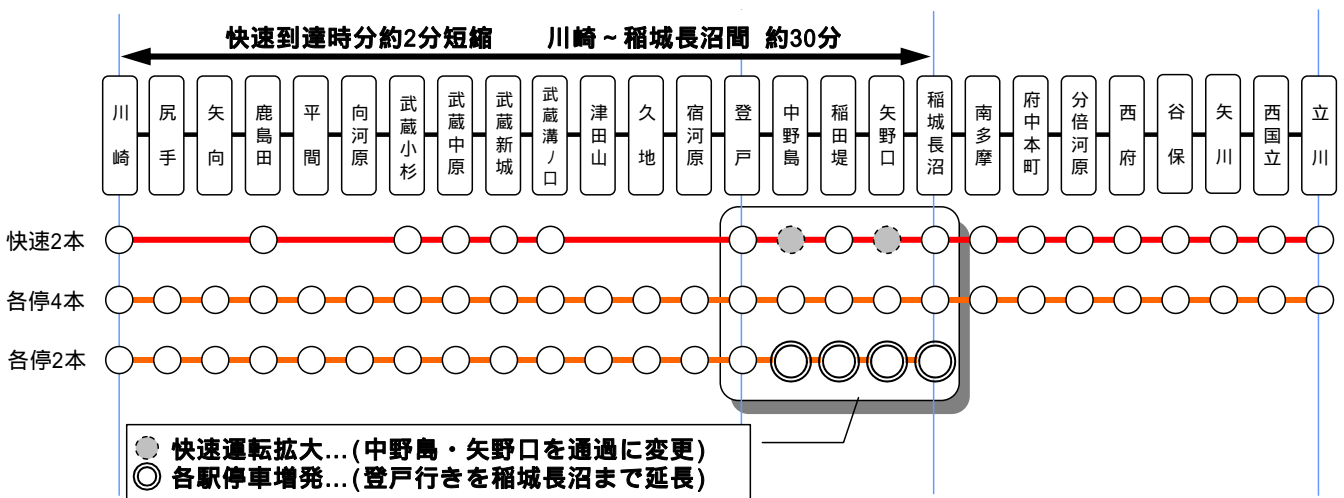 快速到達時分約2分短縮　　川崎~稲城長沼間 約30分
川崎
尻手
矢向
鹿島田
平間
向河原
武蔵小杉
武蔵中原
武蔵新城
武蔵溝ノ口
津田山
久地
宿河原
登戸
中野島
稲田堤
矢野口
稲城長沼
南多摩
府中本町
分倍河原
西府
谷保
矢川
西国立
立川
快速2本
各停4本
各停2本
快速運転拡大…(中野島・矢野口を通過に変更)
各駅停車増発…(登戸行きを稲城長沼まで延長)